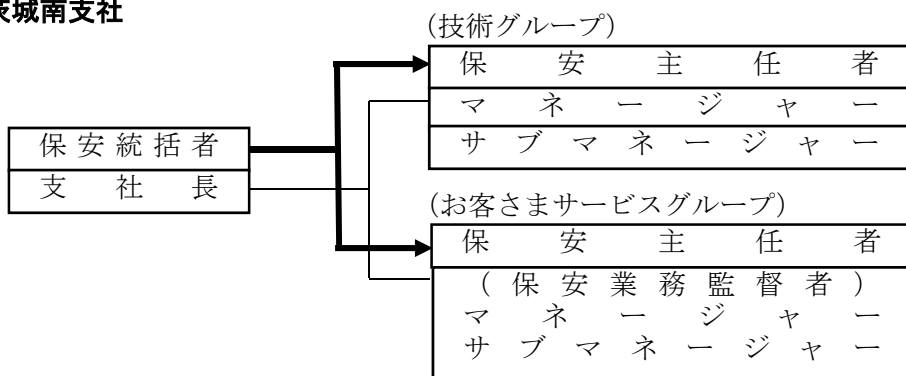 茨城南支社
(技術グループ)
保安主任者
マネージャー
サブマネージャー
保安統括者
支社長
(お客さまサービスグループ)
保安主任者
(保安業務監督者)
マネージャー
サブマネージャー